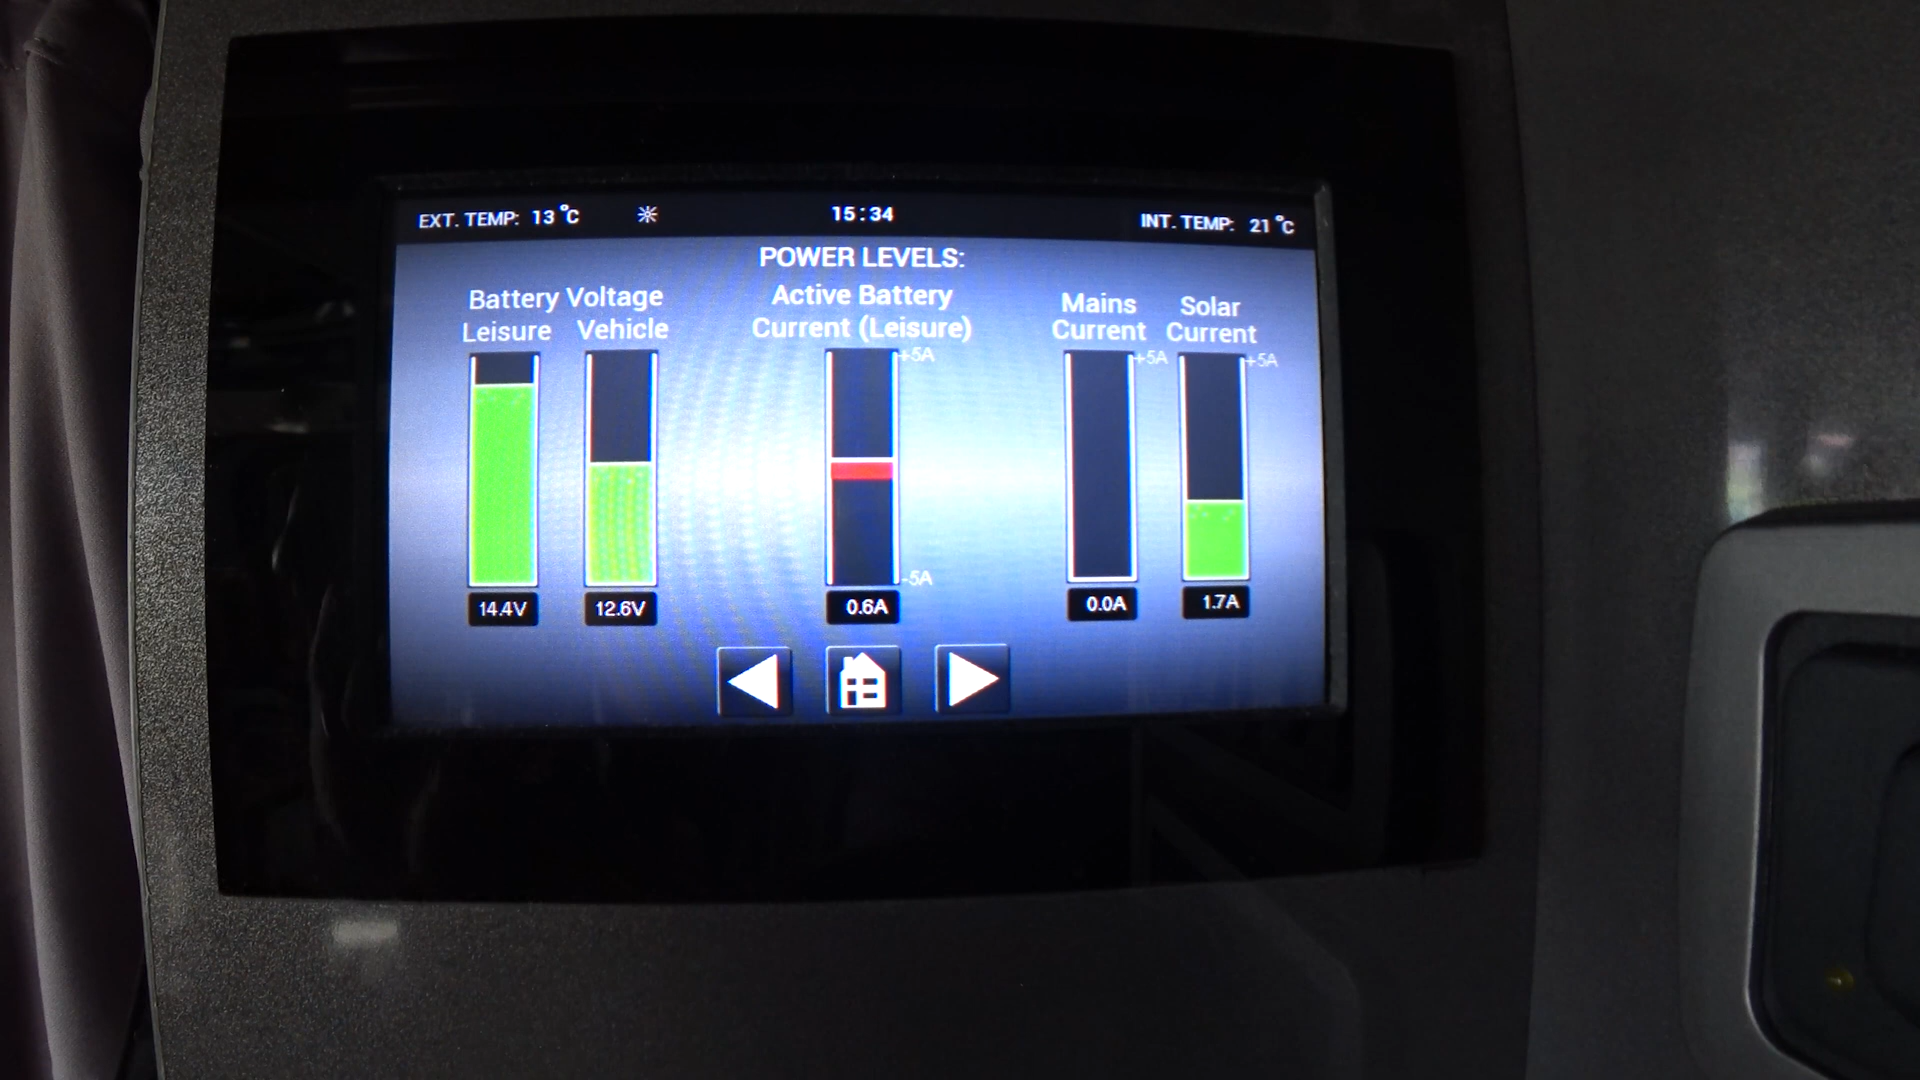 EXT. TEMP: 13 °C 15:34 INT. TEMP: 21 °C
POWER LEVELS:
Battery Voltage
Leisure Vehicle
Active Battery
Current (Leisure)
Mains
Current
Solar
Current
+5A
+5A
+5A
-5A
14.4V 12.6V 0.6A 0.0A 1.7A